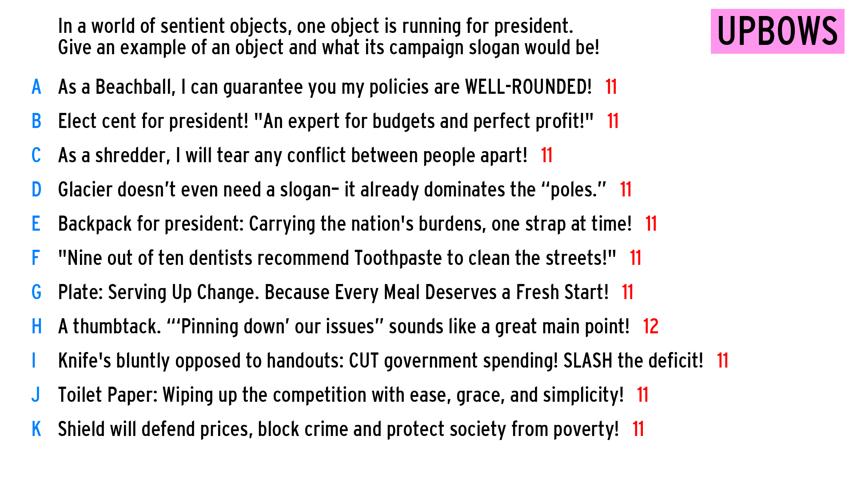 In a world of sentient objects, one object is running for president.
Give an example of an object and what its campaign slogan would be!
UPBOWS
A As a Beachball, I can guarantee you my policies are WELL-ROUNDED! 11
B Elect cent for president! "An expert for budgets and perfect profit!" 11
C As a shredder, I will tear any conflict between people apart! 11
D Glacier doesn't even need a slogan– it already dominates the “poles.” 11
E Backpack for president: Carrying the nation's burdens, one strap at time! 11
F "Nine out of ten dentists recommend Toothpaste to clean the streets!" 11
G Plate: Serving Up Change. Because Every Meal Deserves a Fresh Start! 11
H A thumbtack. “‘Pinning down’ our issues” sounds like a great main point! 12
I Knife's bluntly opposed to handouts: CUT government spending! SLASH the deficit! 11
J Toilet Paper: Wiping up the competition with ease, grace, and simplicity! 11
K Shield will defend prices, block crime and protect society from poverty! 11